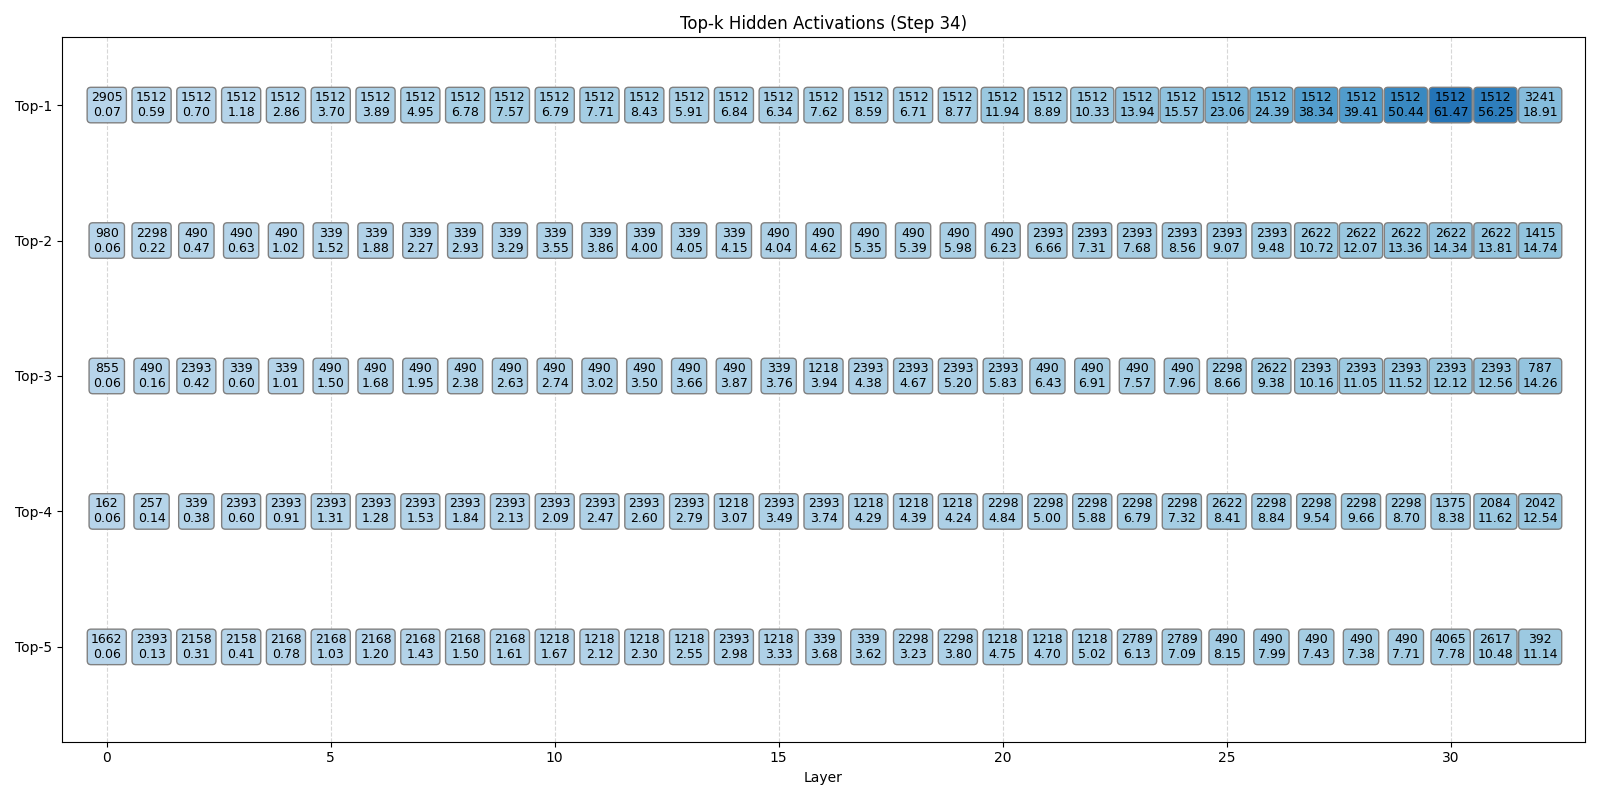 Top-k Hidden Activations (Step 34)
Top-1
2905 1512 1512 1512 1512 1512 1512 1512 1512 1512 1512 1512 1512 1512 1512 1512 1512 1512 1512 1512 1512 1512 1512 1512 1512 1512 1512 1512 1512 1512 1512 1512 3241
0.07 0.59 0.70 1.18 2.86 3.70 3.89 4.95 6.78 7.57 6.79 7.71 8.43 5.91 6.84 6.34 7.62 8.59 6.71 8.77 11.94 8.89 10.33 13.94 15.57 23.06 24.39 38.34 39.41 50.44 61.47 56.25 18.91
Top-2
980 2298 490 490 490 339 339 339 339 339 339 339 339 339 339 490 490 490 490 490 490 2393 2393 2393 2393 2393 2393 2622 2622 2622 2622 2622 1415
0.06 0.22 0.47 0.63 1.02 1.52 1.88 2.27 2.93 3.29 3.55 3.86 4.00 4.05 4.15 4.04 4.62 5.35 5.39 5.98 6.23 6.66 7.31 7.68 8.56 9.07 9.48 10.72 12.07 13.36 14.34 13.81 14.74
Top-3
855 490 2393 339 339 490 490 490 490 490 490 490 490 490 490 339 1218 2393 2393 2393 2393 490 490 490 490 2298 2622 2393 2393 2393 2393 2393 787
0.06 0.16 0.42 0.60 1.01 1.50 1.68 1.95 2.38 2.63 2.74 3.02 3.50 3.66 3.87 3.76 3.94 4.38 4.67 5.20 5.83 6.43 6.91 7.57 7.96 8.66 9.38 10.16 11.05 11.52 12.12 12.56 14.26
Top-4
162 257 339 2393 2393 2393 2393 2393 2393 2393 2393 2393 2393 2393 1218 2393 2393 1218 1218 1218 2298 2298 2298 2298 2298 2622 2298 2298 2298 2298 1375 2084 2042
0.06 0.14 0.38 0.60 0.91 1.31 1.28 1.53 1.84 2.13 2.09 2.47 2.60 2.79 3.07 3.49 3.74 4.29 4.39 4.24 4.84 5.00 5.88 6.79 7.32 8.41 8.84 9.54 9.66 8.70 8.38 11.62 12.54
Top-5
1662 2393 2158 2158 2168 2168 2168 2168 2168 2168 1218 1218 1218 1218 2393 1218 339 339 2298 2298 1218 1218 1218 2789 2789 490 490 490 490 490 4065 2617 392
0.06 0.13 0.31 0.41 0.78 1.03 1.20 1.43 1.50 1.61 1.67 2.12 2.30 2.55 2.98 3.33 3.68 3.62 3.23 3.80 4.75 4.70 5.02 6.13 7.09 8.15 7.99 7.43 7.38 7.71 7.78 10.48 11.14
0 5 10 15 20 25 30
Layer